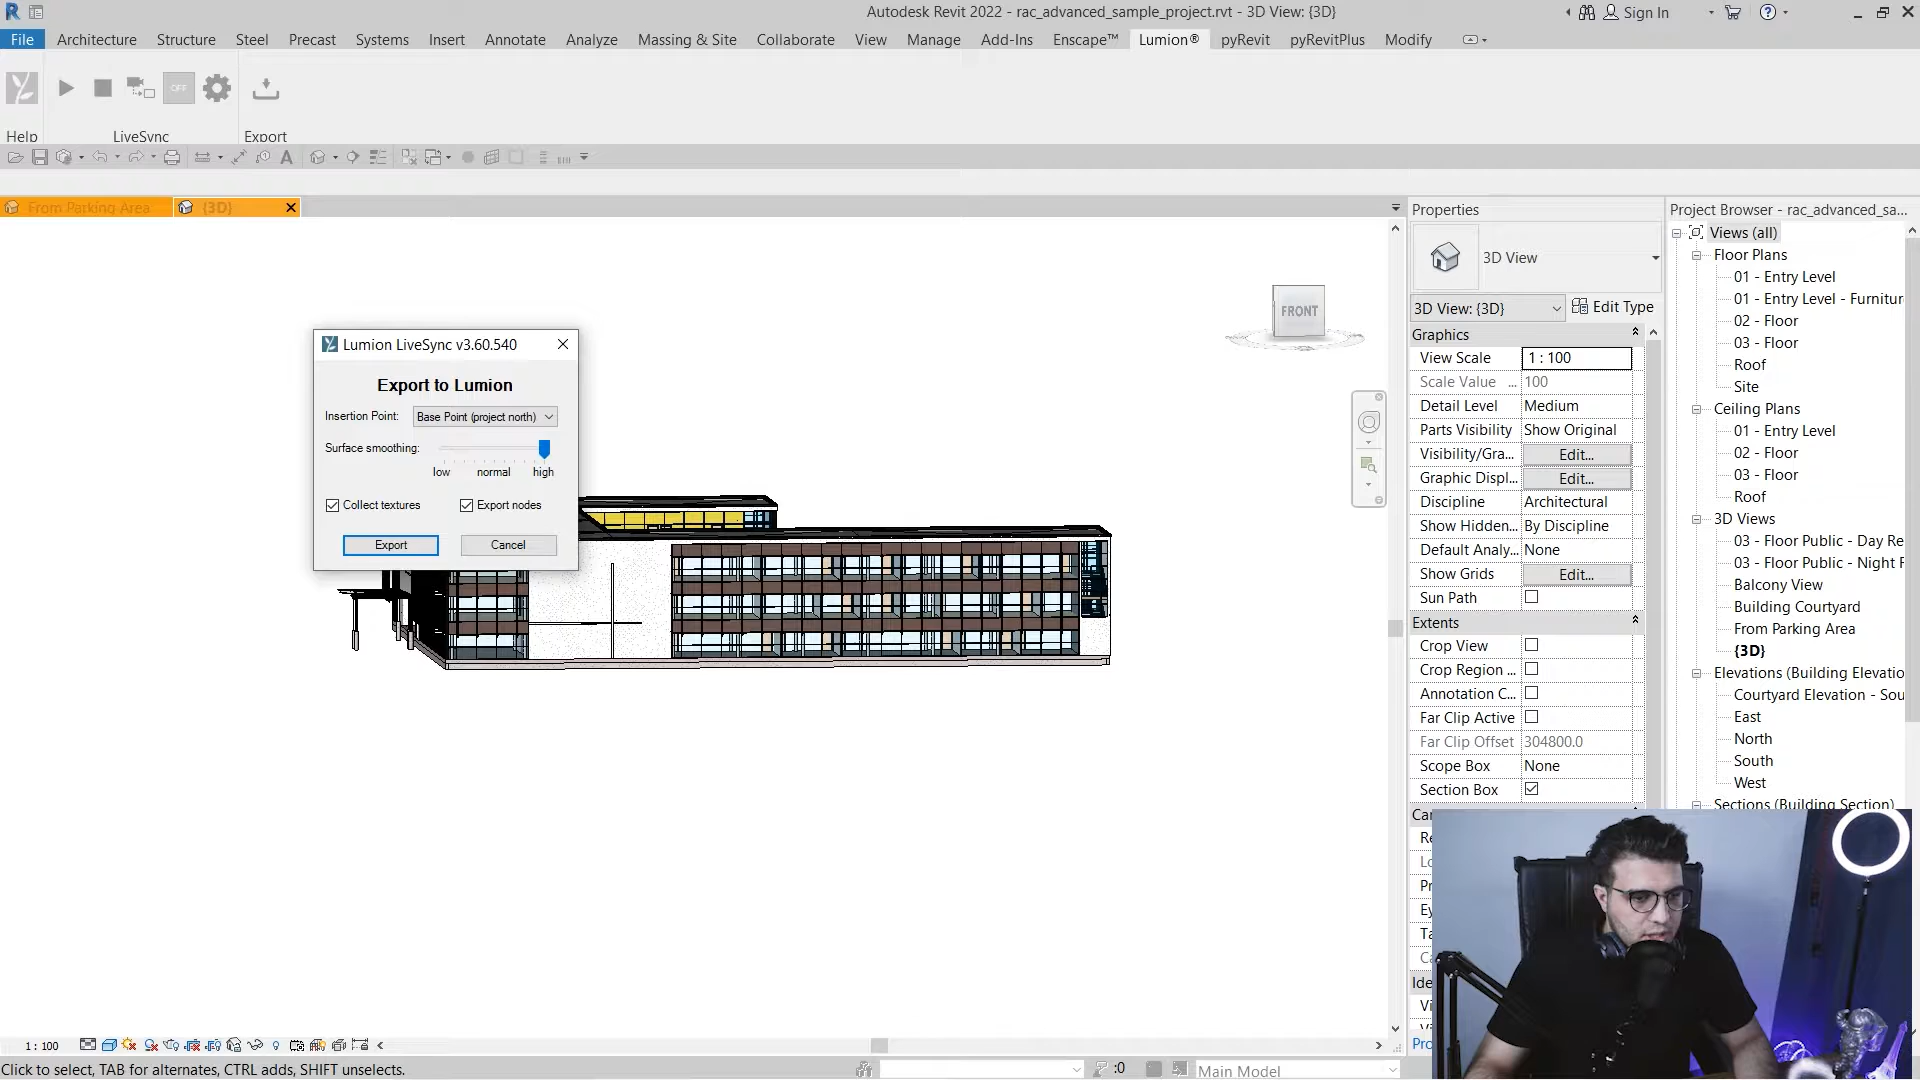 Autodesk Revit 2022 - rac_advanced_sample_project.rvt - 3D View: {3D}
Sign In
File Architecture Structure Steel Precast Systems Insert Annotate Analyze Massing & Site Collaborate View Manage Add-Ins Enscape™ Lumion® pyRevit pyRevitPlus Modify
OFF
Help LiveSync Export
From Parking Area {3D}
FRONT
Lumion LiveSync v3.60.540
Export to Lumion
Insertion Point: Base Point (project north)
Surface smoothing:
low normal high
Collect textures Export nodes
Export Cancel
Properties
3D View
3D View: {3D} Edit Type
Graphics
View Scale 1 : 100
Scale Value ... 100
Detail Level Medium
Parts Visibility Show Original
Visibility/Gra... Edit...
Graphic Displ... Edit...
Discipline Architectural
Show Hidden... By Discipline
Default Analy... None
Show Grids Edit...
Sun Path
Extents
Crop View
Crop Region ...
Annotation C...
Far Clip Active
Far Clip Offset 304800.0
Scope Box None
Section Box
Project Browser - rac_advanced_sa...
Views (all)
Floor Plans
01 - Entry Level
01 - Entry Level - Furnitur
02 - Floor
03 - Floor
Roof
Site
Ceiling Plans
01 - Entry Level
02 - Floor
03 - Floor
Roof
3D Views
03 - Floor Public - Day Re
03 - Floor Public - Night F
Balcony View
Building Courtyard
From Parking Area
{3D}
Elevations (Building Elevatio
Courtyard Elevation - Sou
East
North
South
West
Sections (Building Section)
1 : 100
Click to select, TAB for alternates, CTRL adds, SHIFT unselects.
:0
Main Model